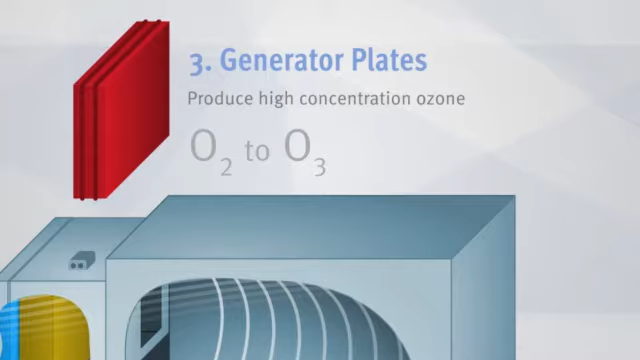 3. Generator Plates
Produce high concentration ozone
O2 to O3